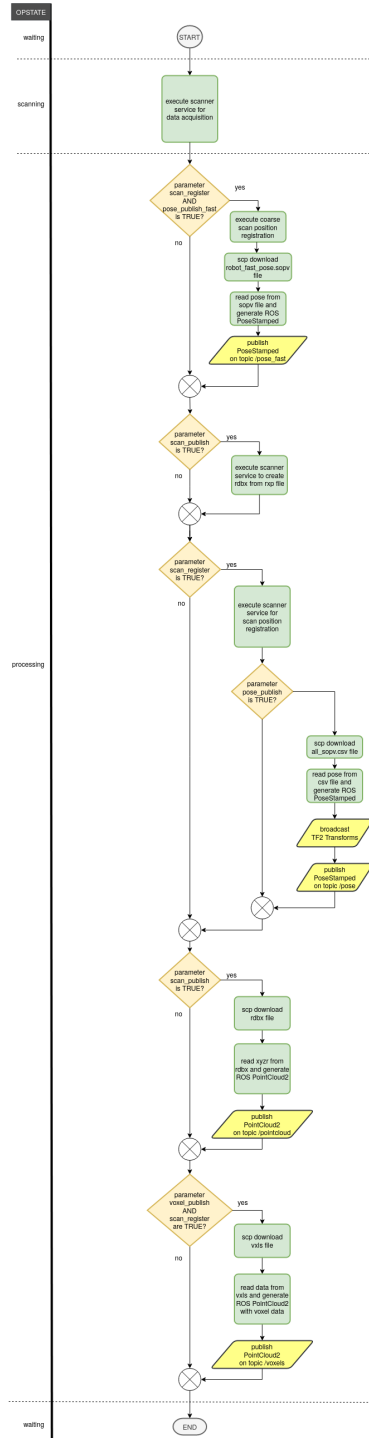 OPSTATE
waiting
START
scanning
execute scanner
service for
data acquisition
parameter
scan_register
AND
pose_publish_fast
is TRUE?
yes
no
execute coarse
scan position
registration
scp download
robot_fast_pose.sopv
file
read pose from
sopv file and
generate ROS
PoseStamped
publish
PoseStamped
on topic /pose_fast
parameter
scan_publish
is TRUE?
yes
no
execute scanner
service to create
rdbx from rxp file
parameter
scan_register
is TRUE?
yes
no
execute scanner
service for
scan position
registration
processing
parameter
pose_publish
is TRUE?
scp download
all_sopv.csv file
read pose from
csv file and
generate ROS
PoseStamped
broadcast
TF2 Transforms
publish
PoseStamped
on topic /pose
parameter
scan_publish
is TRUE?
yes
no
scp download
rdbx file
read xyzr from
rdbx and generate
ROS PointCloud2
publish
PointCloud2
on topic /pointcloud
parameter
voxel_publish
AND
scan_register
are TRUE?
yes
no
scp download
vxls file
read data from
vxls and generate
ROS PointCloud2
with voxel data
publish
PointCloud2
on topic /voxels
waiting
END